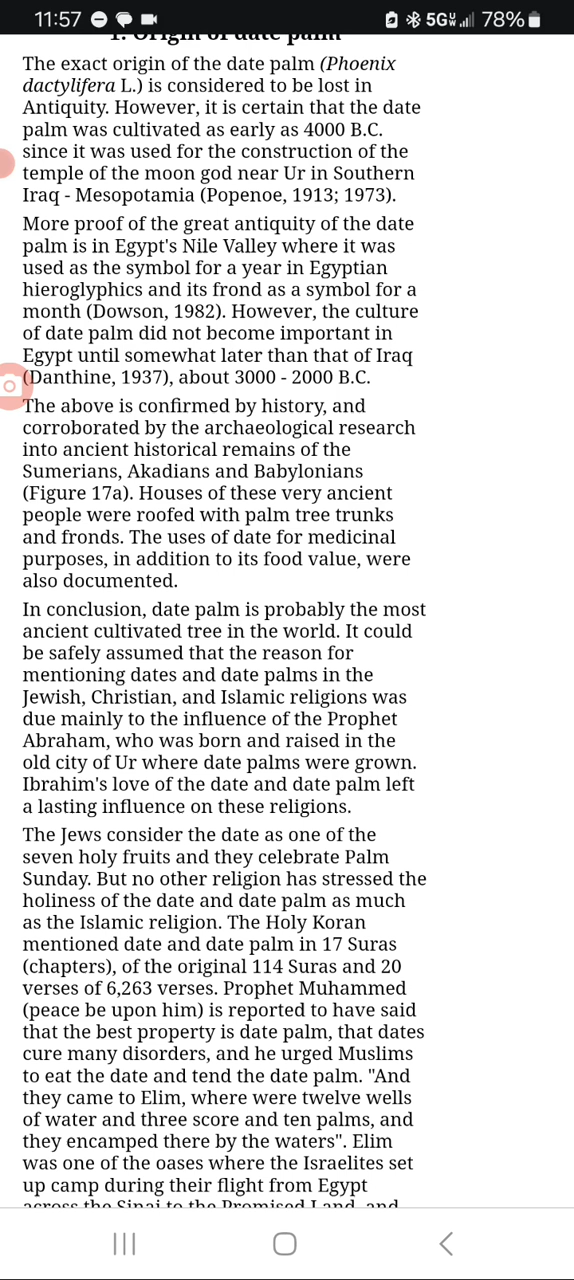 11:57 5G 78%
1. Origin of date palm
The exact origin of the date palm (Phoenix
dactylifera L.) is considered to be lost in
Antiquity. However, it is certain that the date
palm was cultivated as early as 4000 B.C.
since it was used for the construction of the
temple of the moon god near Ur in Southern
Iraq - Mesopotamia (Popenoe, 1913; 1973).
More proof of the great antiquity of the date
palm is in Egypt's Nile Valley where it was
used as the symbol for a year in Egyptian
hieroglyphics and its frond as a symbol for a
month (Dowson, 1982). However, the culture
of date palm did not become important in
Egypt until somewhat later than that of Iraq
(Danthine, 1937), about 3000 - 2000 B.C.
The above is confirmed by history, and
corroborated by the archaeological research
into ancient historical remains of the
Sumerians, Akadians and Babylonians
(Figure 17a). Houses of these very ancient
people were roofed with palm tree trunks
and fronds. The uses of date for medicinal
purposes, in addition to its food value, were
also documented.
In conclusion, date palm is probably the most
ancient cultivated tree in the world. It could
be safely assumed that the reason for
mentioning dates and date palms in the
Jewish, Christian, and Islamic religions was
due mainly to the influence of the Prophet
Abraham, who was born and raised in the
old city of Ur where date palms were grown.
Ibrahim's love of the date and date palm left
a lasting influence on these religions.
The Jews consider the date as one of the
seven holy fruits and they celebrate Palm
Sunday. But no other religion has stressed the
holiness of the date and date palm as much
as the Islamic religion. The Holy Koran
mentioned date and date palm in 17 Suras
(chapters), of the original 114 Suras and 20
verses of 6,263 verses. Prophet Muhammed
(peace be upon him) is reported to have said
that the best property is date palm, that dates
cure many disorders, and he urged Muslims
to eat the date and tend the date palm. "And
they came to Elim, where were twelve wells
of water and three score and ten palms, and
they encamped there by the waters". Elim
was one of the oases where the Israelites set
up camp during their flight from Egypt
across the Sinai to the Promised Land, and